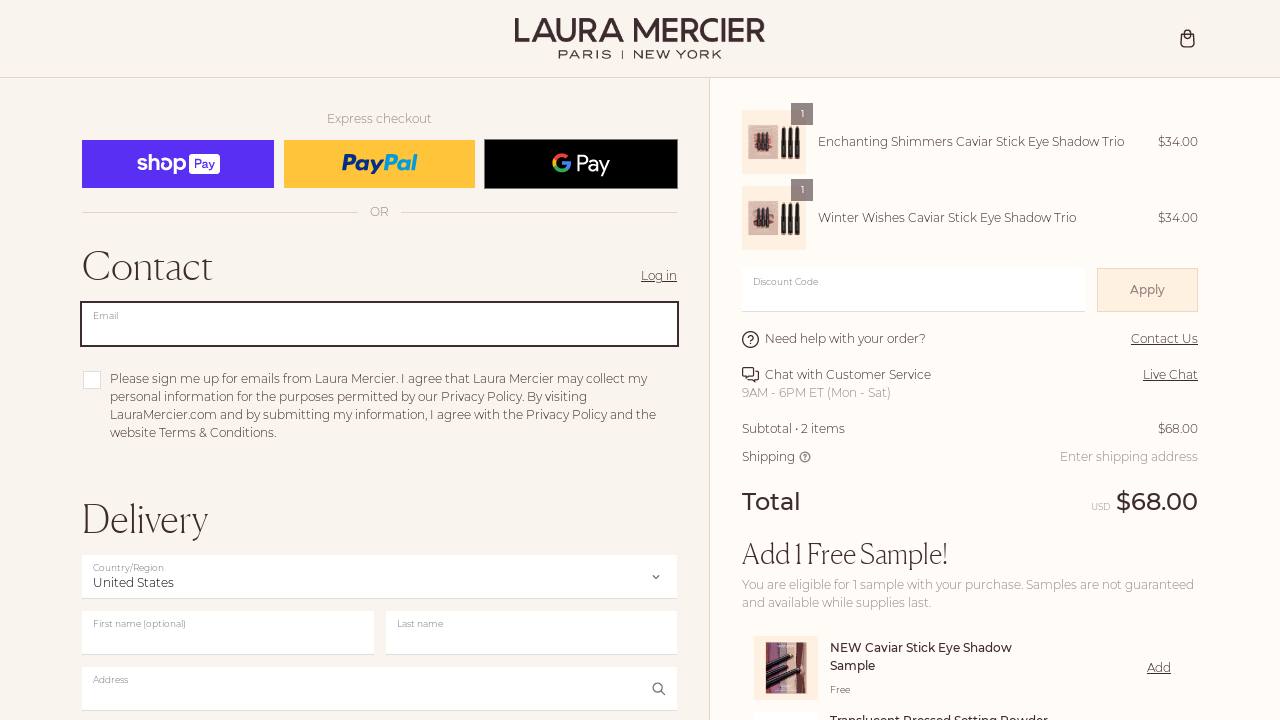 LAURA MERCIER
PARIS | NEW YORK
Express checkout
shop Pay
PayPal
G Pay
OR
Contact
Log in
Email
Please sign me up for emails from Laura Mercier. I agree that Laura Mercier may collect my
personal information for the purposes permitted by our Privacy Policy. By visiting
LauraMercier.com and by submitting my information, I agree with the Privacy Policy and the
website Terms & Conditions.
Delivery
Country/Region
United States
First name (optional)
Last name
Address
1
Enchanting Shimmers Caviar Stick Eye Shadow Trio
$34.00
1
Winter Wishes Caviar Stick Eye Shadow Trio
$34.00
Discount Code
Apply
Need help with your order?
Contact Us
Chat with Customer Service
Live Chat
9AM - 6PM ET (Mon - Sat)
Subtotal · 2 items
$68.00
Shipping
Enter shipping address
Total
USD $68.00
Add 1 Free Sample!
You are eligible for 1 sample with your purchase. Samples are not guaranteed
and available while supplies last.
NEW Caviar Stick Eye Shadow
Sample
Free
Add
Translucent Pressed Setting Powder